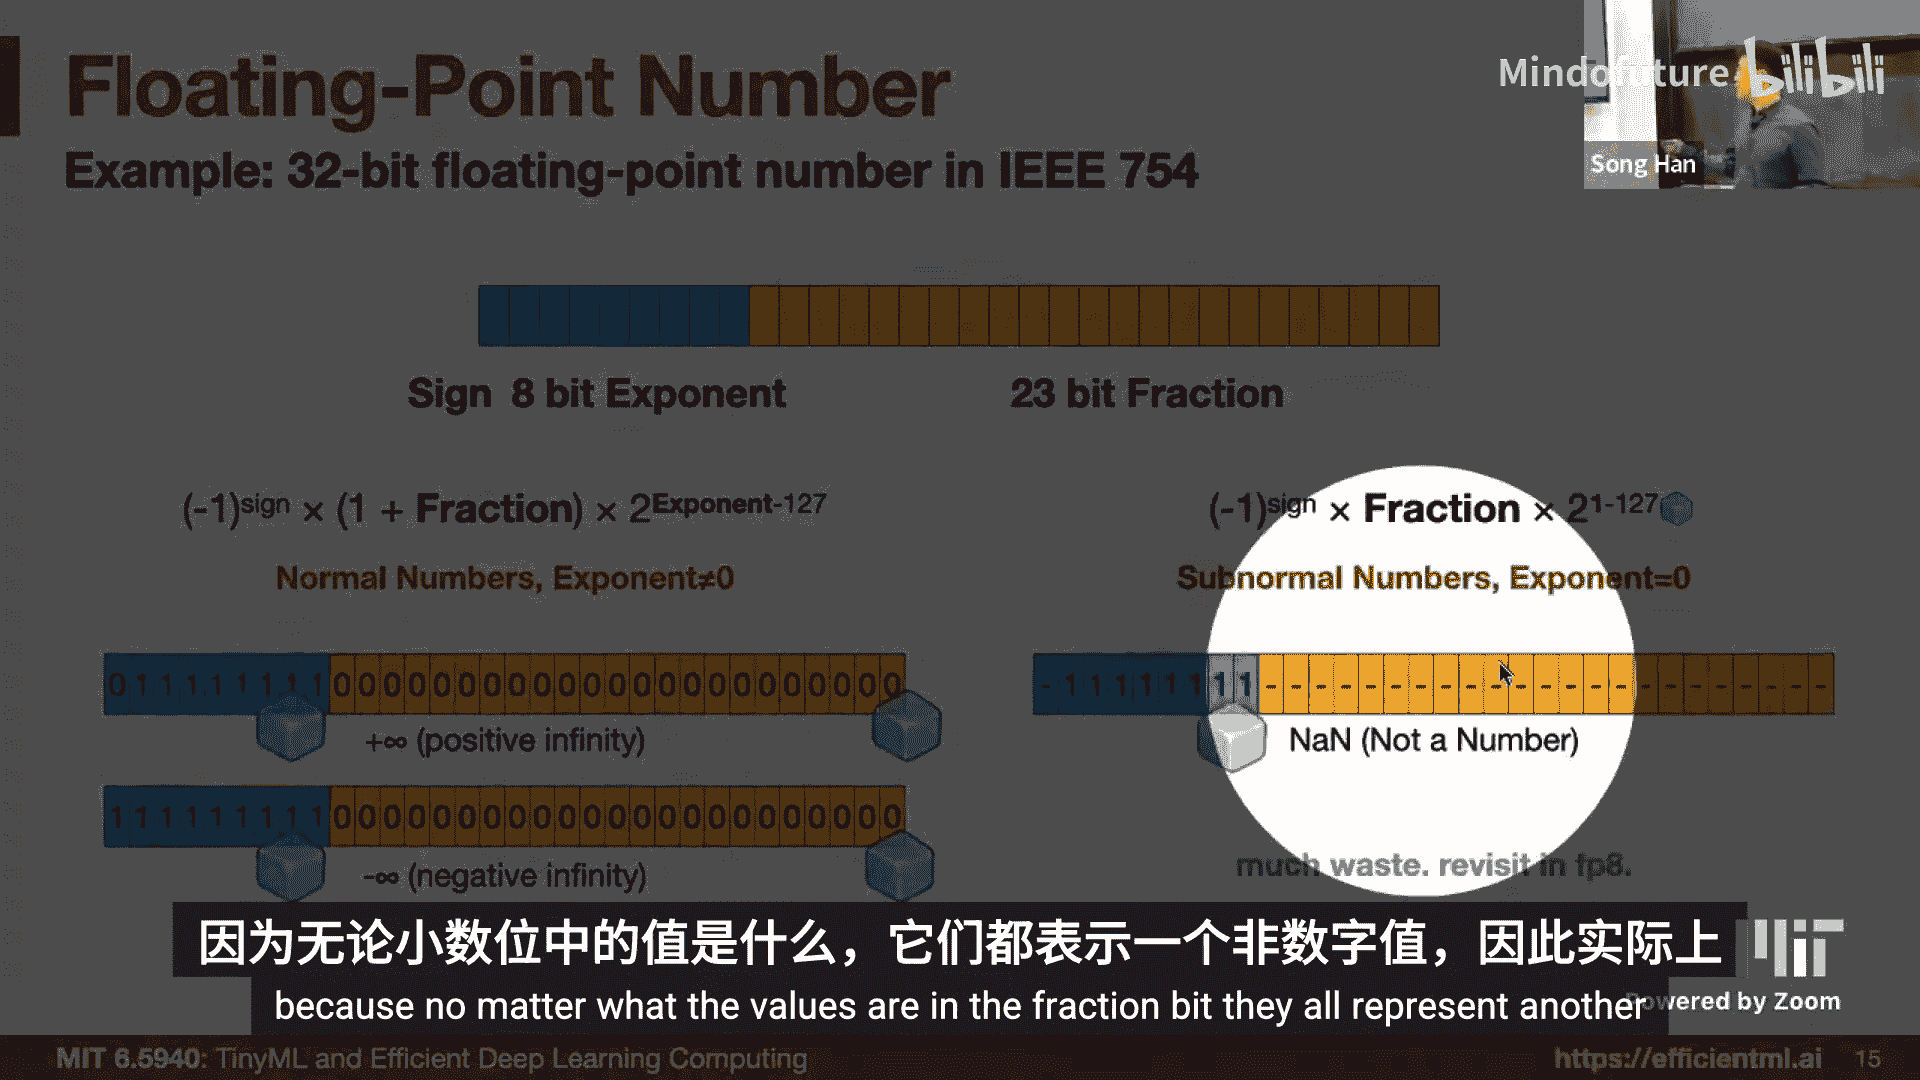 Floating-Point Number
Example: 32-bit floating-point number in IEEE 754
Mindofuture bilibili
Song Han
Sign 8 bit Exponent 23 bit Fraction
(-1)^sign × (1 + Fraction) × 2^Exponent-127
Normal Numbers, Exponent≠0
(-1)^sign × Fraction × 2^1-127
Subnormal Numbers, Exponent=0
0 1 1 1 1 1 1 1 1 0 0 0 0 0 0 0 0 0 0 0 0 0 0 0 0 0 0 0 0 0 0 0
+∞ (positive infinity)
1 1 1 1 1 1 1 1 1 0 0 0 0 0 0 0 0 0 0 0 0 0 0 0 0 0 0 0 0 0 0 0
-∞ (negative infinity)
- 1 1 1 1 1 1 1 1 - - - - - - - - - - - - - - - - - - - - - - -
NaN (Not a Number)
much waste. revisit in fp8.
因为无论小数位中的值是什么，它们都表示一个非数字值，因此实际上
because no matter what the values are in the fraction bit they all represent another
MIT
Powered by Zoom
MIT 6.5940: TinyML and Efficient Deep Learning Computing
https://efficientml.ai
15